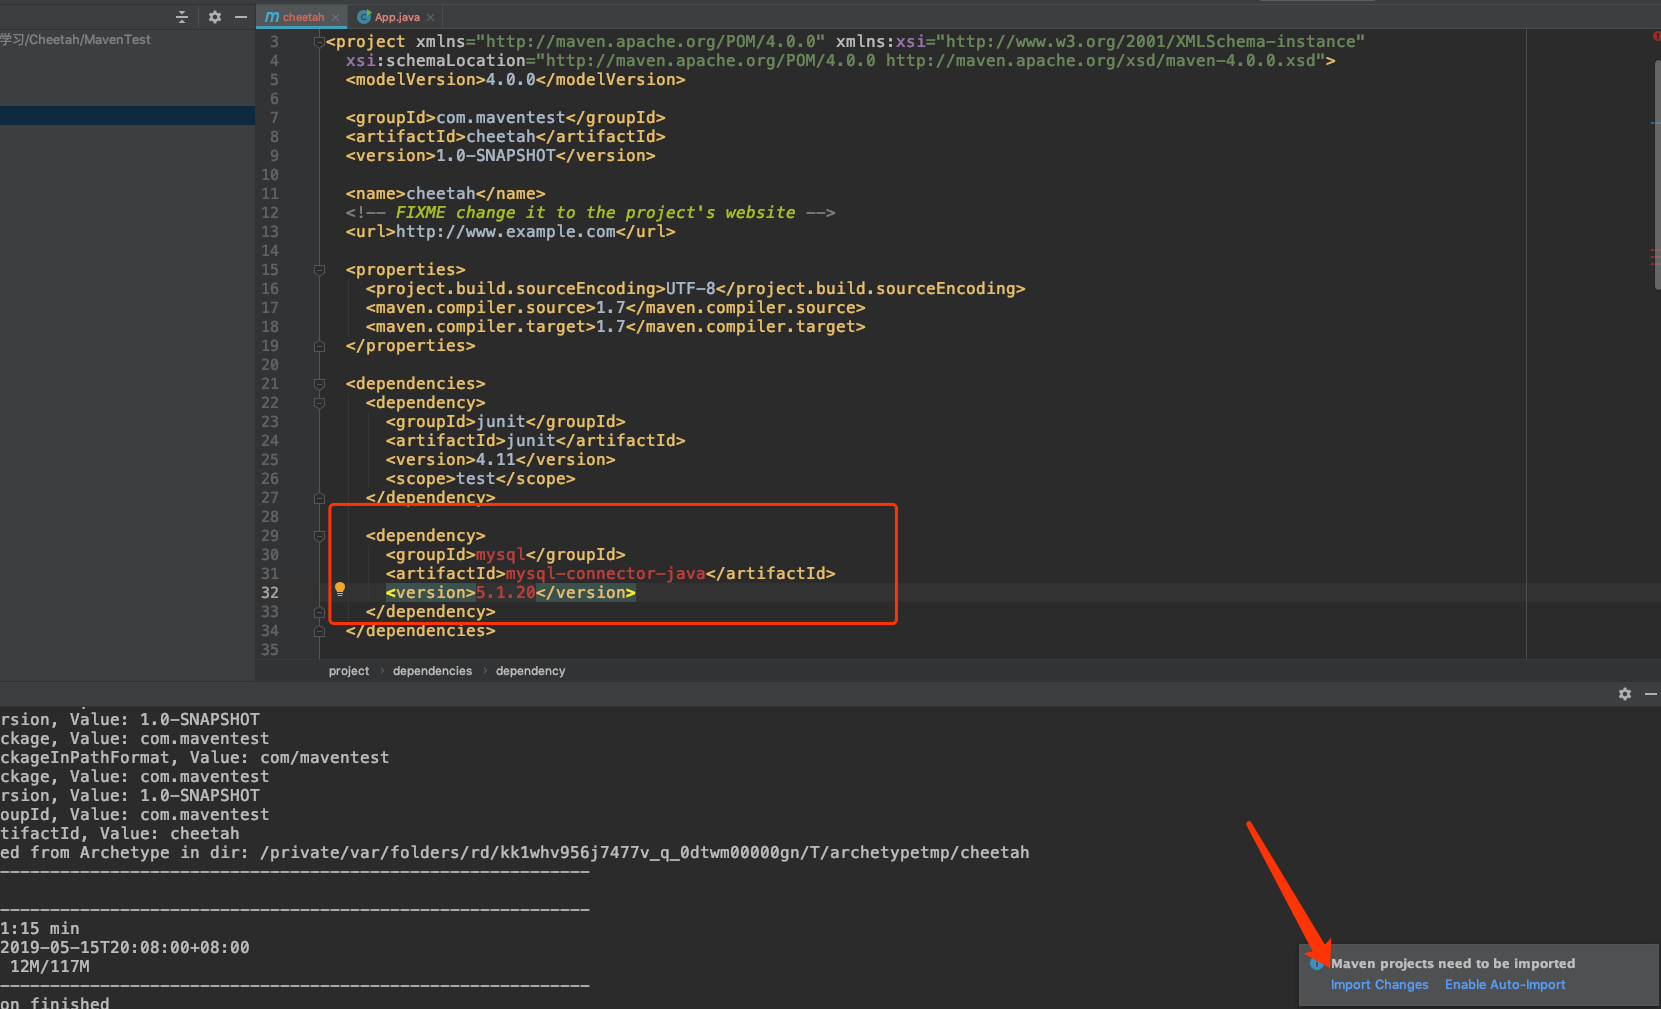 cheetah
App.java
学习/Cheetah/MavenTest
3 <project xmlns="http://maven.apache.org/POM/4.0.0" xmlns:xsi="http://www.w3.org/2001/XMLSchema-instance"
4 xsi:schemaLocation="http://maven.apache.org/POM/4.0.0 http://maven.apache.org/xsd/maven-4.0.0.xsd">
5 <modelVersion>4.0.0</modelVersion>
6
7 <groupId>com.maventest</groupId>
8 <artifactId>cheetah</artifactId>
9 <version>1.0-SNAPSHOT</version>
10
11 <name>cheetah</name>
12 <!-- FIXME change it to the project's website -->
13 <url>http://www.example.com</url>
14
15 <properties>
16 <project.build.sourceEncoding>UTF-8</project.build.sourceEncoding>
17 <maven.compiler.source>1.7</maven.compiler.source>
18 <maven.compiler.target>1.7</maven.compiler.target>
19 </properties>
20
21 <dependencies>
22 <dependency>
23 <groupId>junit</groupId>
24 <artifactId>junit</artifactId>
25 <version>4.11</version>
26 <scope>test</scope>
27 </dependency>
28
29 <dependency>
30 <groupId>mysql</groupId>
31 <artifactId>mysql-connector-java</artifactId>
32 <version>5.1.20</version>
33 </dependency>
34 </dependencies>
35
project > dependencies > dependency
rsion, Value: 1.0-SNAPSHOT
ckage, Value: com.maventest
ckageInPathFormat, Value: com/maventest
ckage, Value: com.maventest
rsion, Value: 1.0-SNAPSHOT
oupId, Value: com.maventest
tifactId, Value: cheetah
ed from Archetype in dir: /private/var/folders/rd/kk1whv956j7477v_q_0dtwm00000gn/T/archetypetmp/cheetah
-----------------------------------------------------------
-----------------------------------------------------------
1:15 min
2019-05-15T20:08:00+08:00
12M/117M
-----------------------------------------------------------
on finished
Maven projects need to be imported
Import Changes Enable Auto-Import